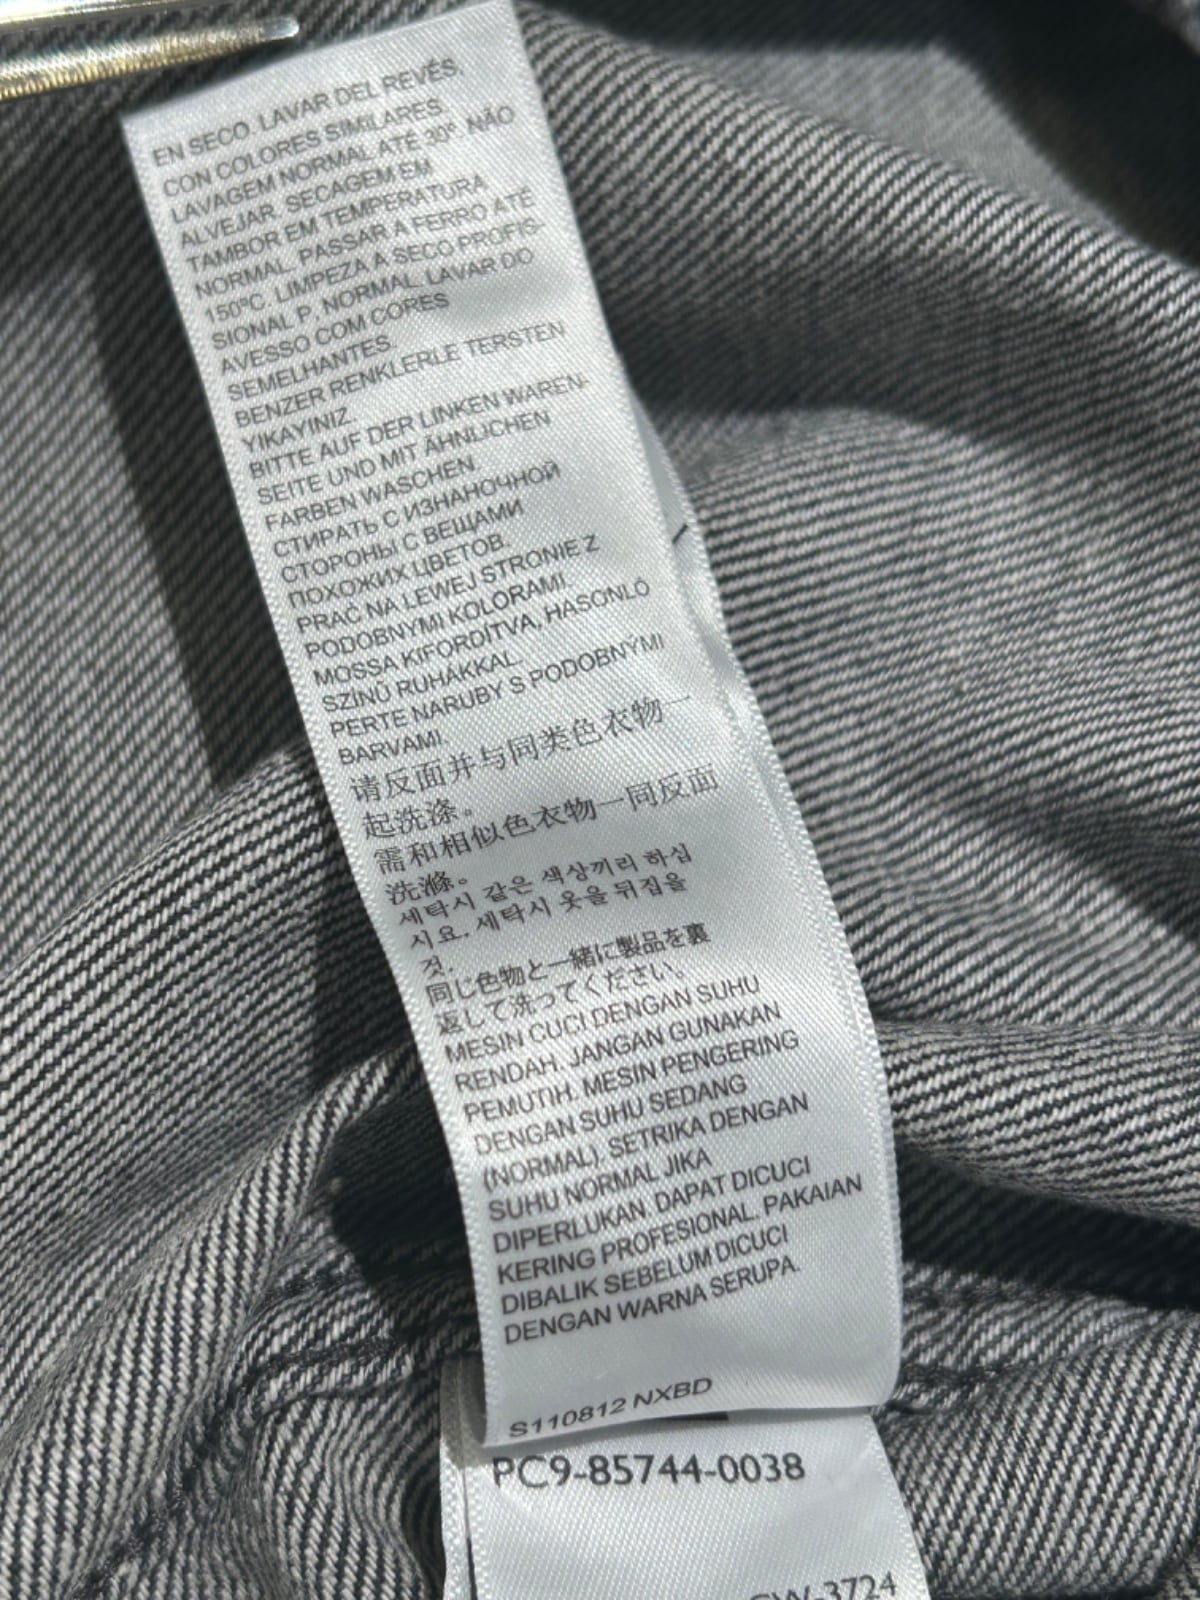 EN SECO. LAVAR DEL REVÉS,
CON COLORES SIMILARES.
LAVAGEM NORMAL ATÉ 30º. NÃO
ALVEJAR. SECAGEM EM
TAMBOR EM TEMPERATURA
NORMAL. PASSAR A FERRO ATÉ
150ºC. LIMPEZA A SECO PROFIS-
SIONAL P. NORMAL. LAVAR DO
AVESSO COM CORES
SEMELHANTES.
BENZER RENKLERLE TERSTEN
YIKAYINIZ.
BITTE AUF DER LINKEN WAREN-
SEITE UND MIT ÄHNLICHEN
FARBEN WASCHEN.
СТИРАТЬ С ИЗНАНОЧНОЙ
СТОРОНЫ С ВЕЩАМИ
ПОХОЖИХ ЦВЕТОВ.
PRAĆ NA LEWEJ STRONIE Z
PODOBNYMI KOLORAMI.
MOSSA KIFORDÍTVA, HASONLÓ
SZÍNŰ RUHÁKKAL.
PERTE NARUBY S PODOBNÝMI
BARVAMI.
请反面并与同类色衣物一
起洗涤。
需和相似色衣物一同反面
洗滌。
세탁시 같은 색상끼리 하십
시요. 세탁시 옷을 뒤집을
것.
同じ色物と一緒に製品を裏
返して洗ってください。
MESIN CUCI DENGAN SUHU
RENDAH. JANGAN GUNAKAN
PEMUTIH. MESIN PENGERING
DENGAN SUHU SEDANG
(NORMAL). SETRIKA DENGAN
SUHU NORMAL JIKA
DIPERLUKAN. DAPAT DICUCI
KERING PROFESIONAL. PAKAIAN
DIBALIK SEBELUM DICUCI
DENGAN WARNA SERUPA.
S110812 NXBD
PC9-85744-0038
CW-3724